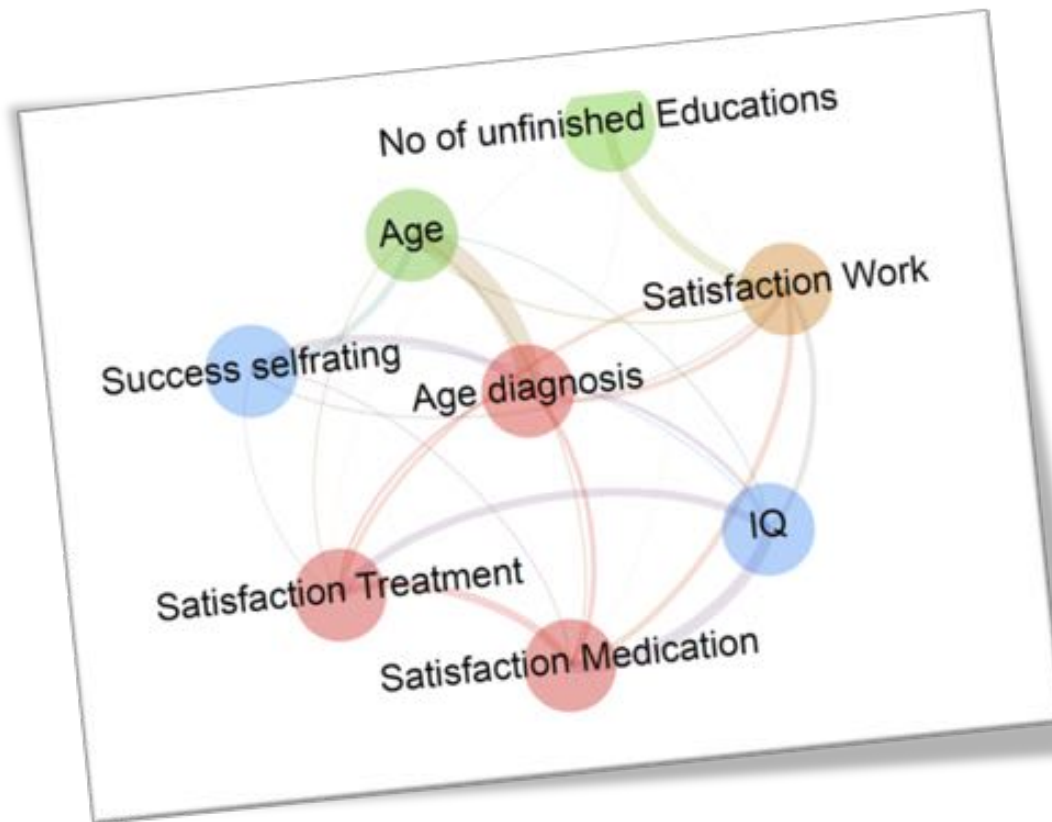 No of unfinished Educations
Age
Satisfaction Work
Success selfrating
Age diagnosis
IQ
Satisfaction Treatment
Satisfaction Medication